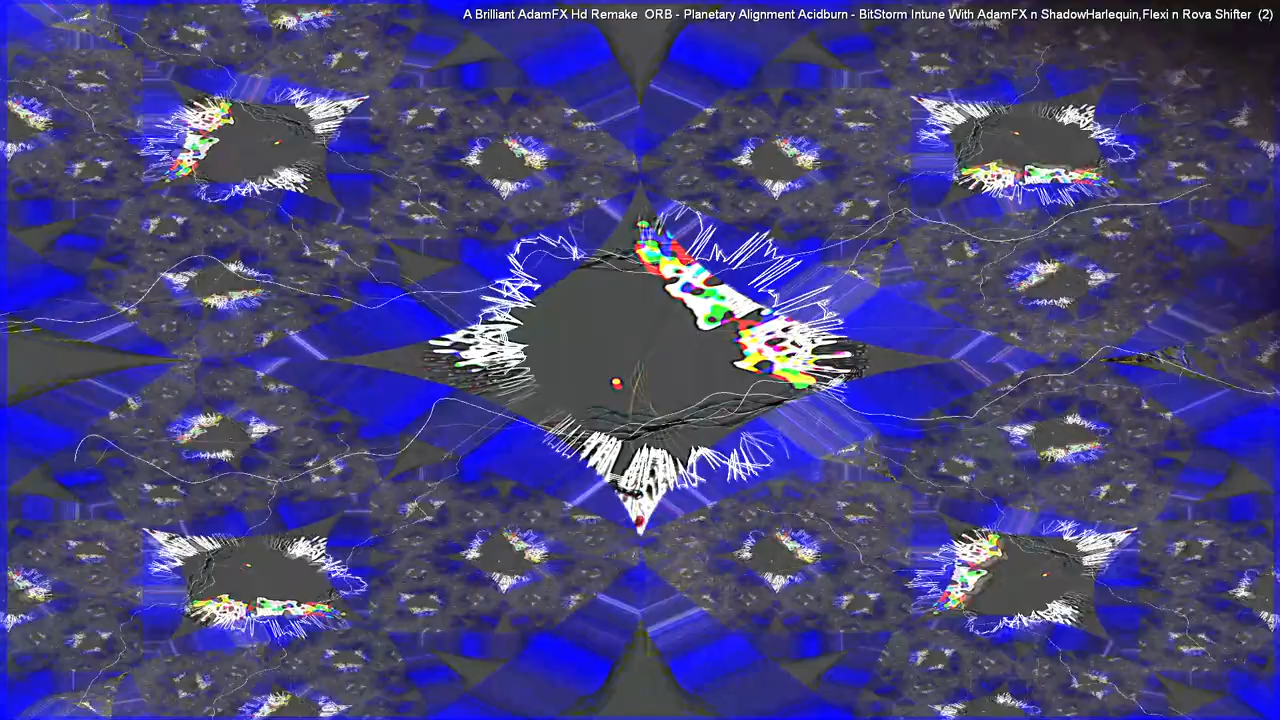 A Brilliant AdamFX Hd Remake  ORB - Planetary Alignment Acidburn - BitStorm Intune With AdamFX n ShadowHarlequin,Flexi n Rova Shifter  (2)